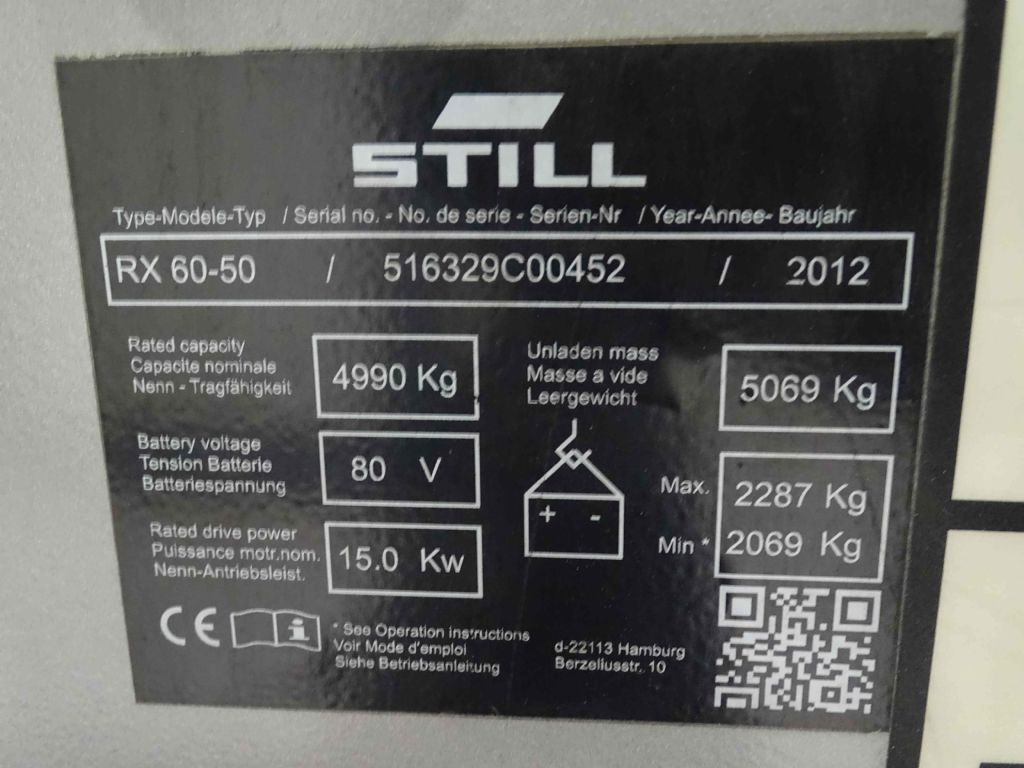 STILL
Type-Modele-Typ / Serial no. - No. de serie - Serien-Nr / Year-Annee- Baujahr
RX 60-50 / 516329C00452 / 2012
Rated capacity
Capacite nominale
Nenn - Tragfähigkeit
4990 Kg
Unladen mass
Masse a vide
Leergewicht
5069 Kg
Battery voltage
Tension Batterie
Batteriespannung
80 V
+ -
Max. 2287 Kg
Min * 2069 Kg
Rated drive power
Puissance motr.nom.
Nenn-Antriebsleist.
15.0 Kw
CE
i
* See Operation instructions
Voir Mode d'emploi
Siehe Betriebsanleitung
d-22113 Hamburg
Berzeliusstr. 10